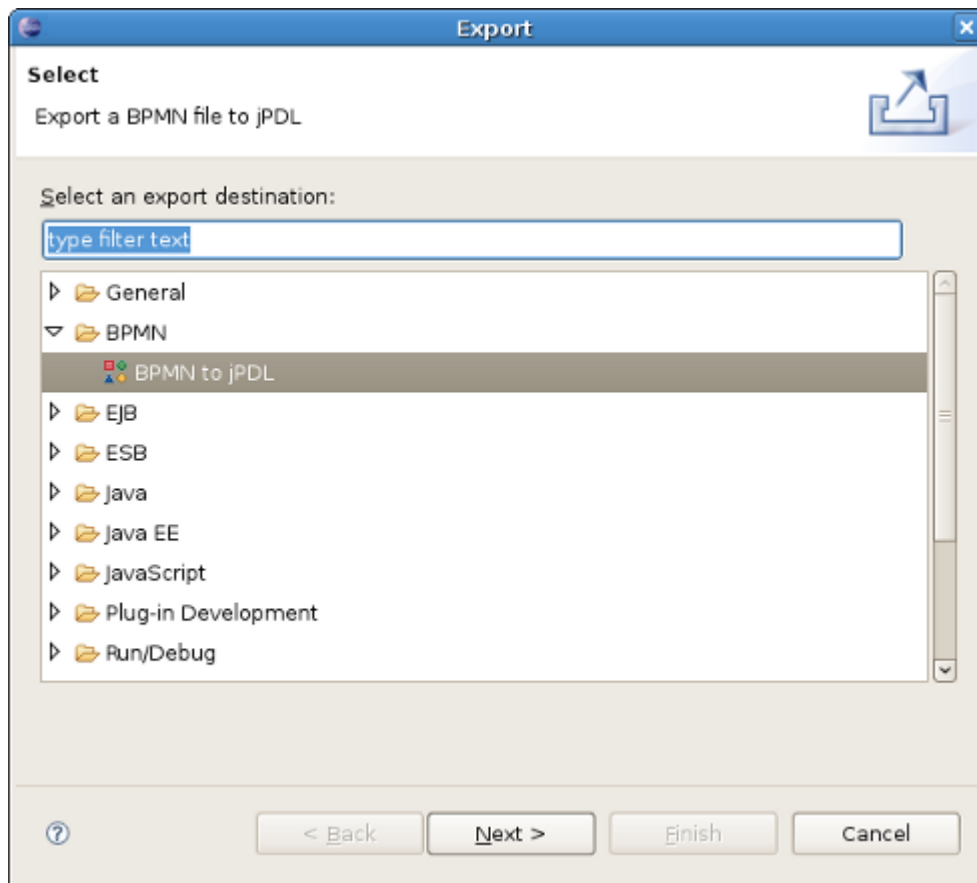 Export
Select
Export a BPMN file to jPDL
Select an export destination:
type filter text
General
BPMN
BPMN to jPDL
EJB
ESB
Java
Java EE
JavaScript
Plug-in Development
Run/Debug
< Back Next > Finish Cancel